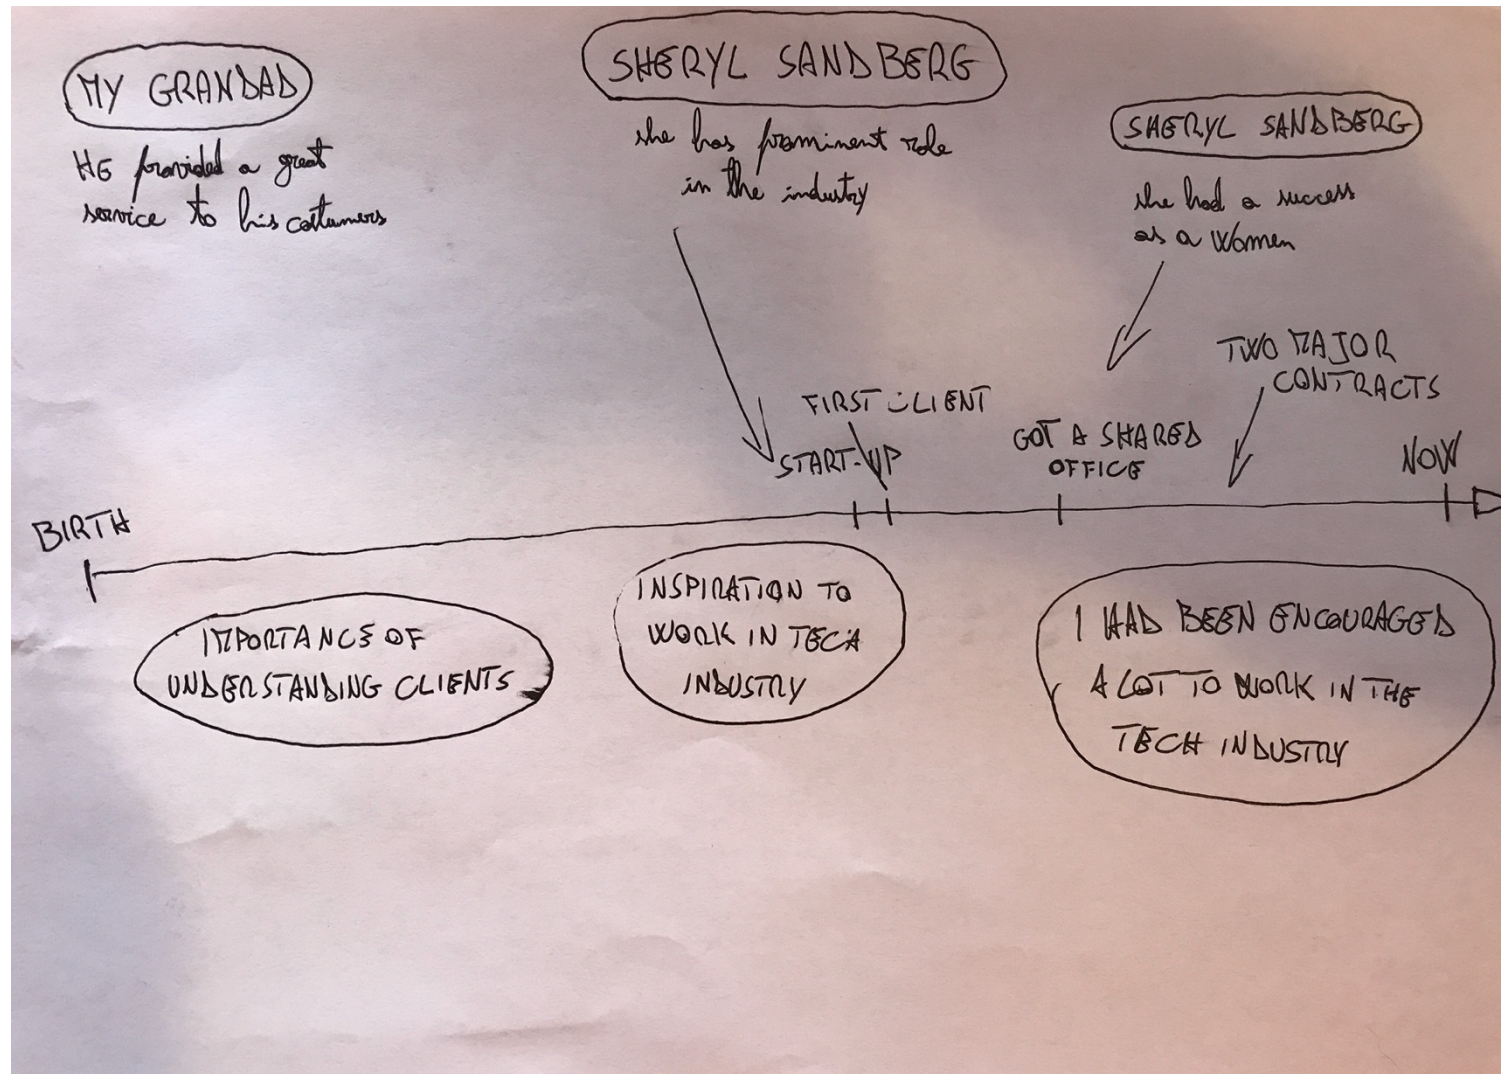 MY GRANDAD
HE provided a great
service to his costumers
SHERYL SANDBERG
she has prominent role
in the industry
SHERYL SANDBERG
she had a success
as a women
TWO MAJOR
CONTRACTS
FIRST CLIENT
START-UP
GOT A SHARED
OFFICE
NOW
BIRTH
IMPORTANCE OF
UNDERSTANDING CLIENTS
INSPIRATION TO
WORK IN TECH
INDUSTRY
I HAD BEEN ENCOURAGED
A LOT TO WORK IN THE
TECH INDUSTRY